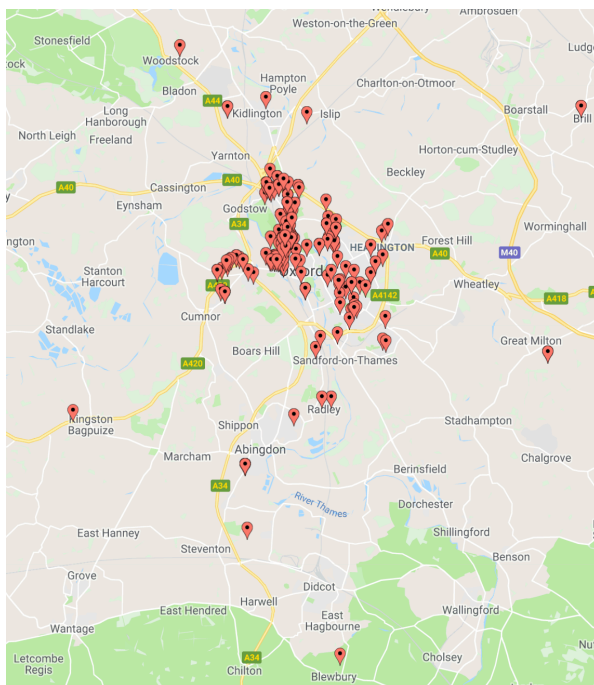 Ambrosden
Weston-on-the-Green
Stonesfield
Woodstock
Hampton
Poyle
Charlton-on-Otmoor
Bladon
A44
Kidlington
Islip
Boarstall
Brill
Long
Hanborough
North Leigh
Freeland
Horton-cum-Studley
Yarnton
A40
Cassington
A40
Beckley
Eynsham
Godstow
A34
Worminghall
HEADINGTON
Forest Hill
A40
M40
Stanton
Harcourt
Oxford
Wheatley
A4142
A418
Cumnor
Standlake
Boars Hill
Great Milton
A420
Sandford-on-Thames
Kingston
Bagpuize
Radley
Shippon
Stadhampton
Abingdon
Marcham
Berinsfield
Chalgrove
A34
River Thames
Dorchester
East Hanney
Shillingford
Steventon
Benson
Grove
Didcot
Harwell
East Hendred
East
Hagbourne
Wallingford
Wantage
A34
Letcombe
Regis
Chilton
Blewbury
Cholsey